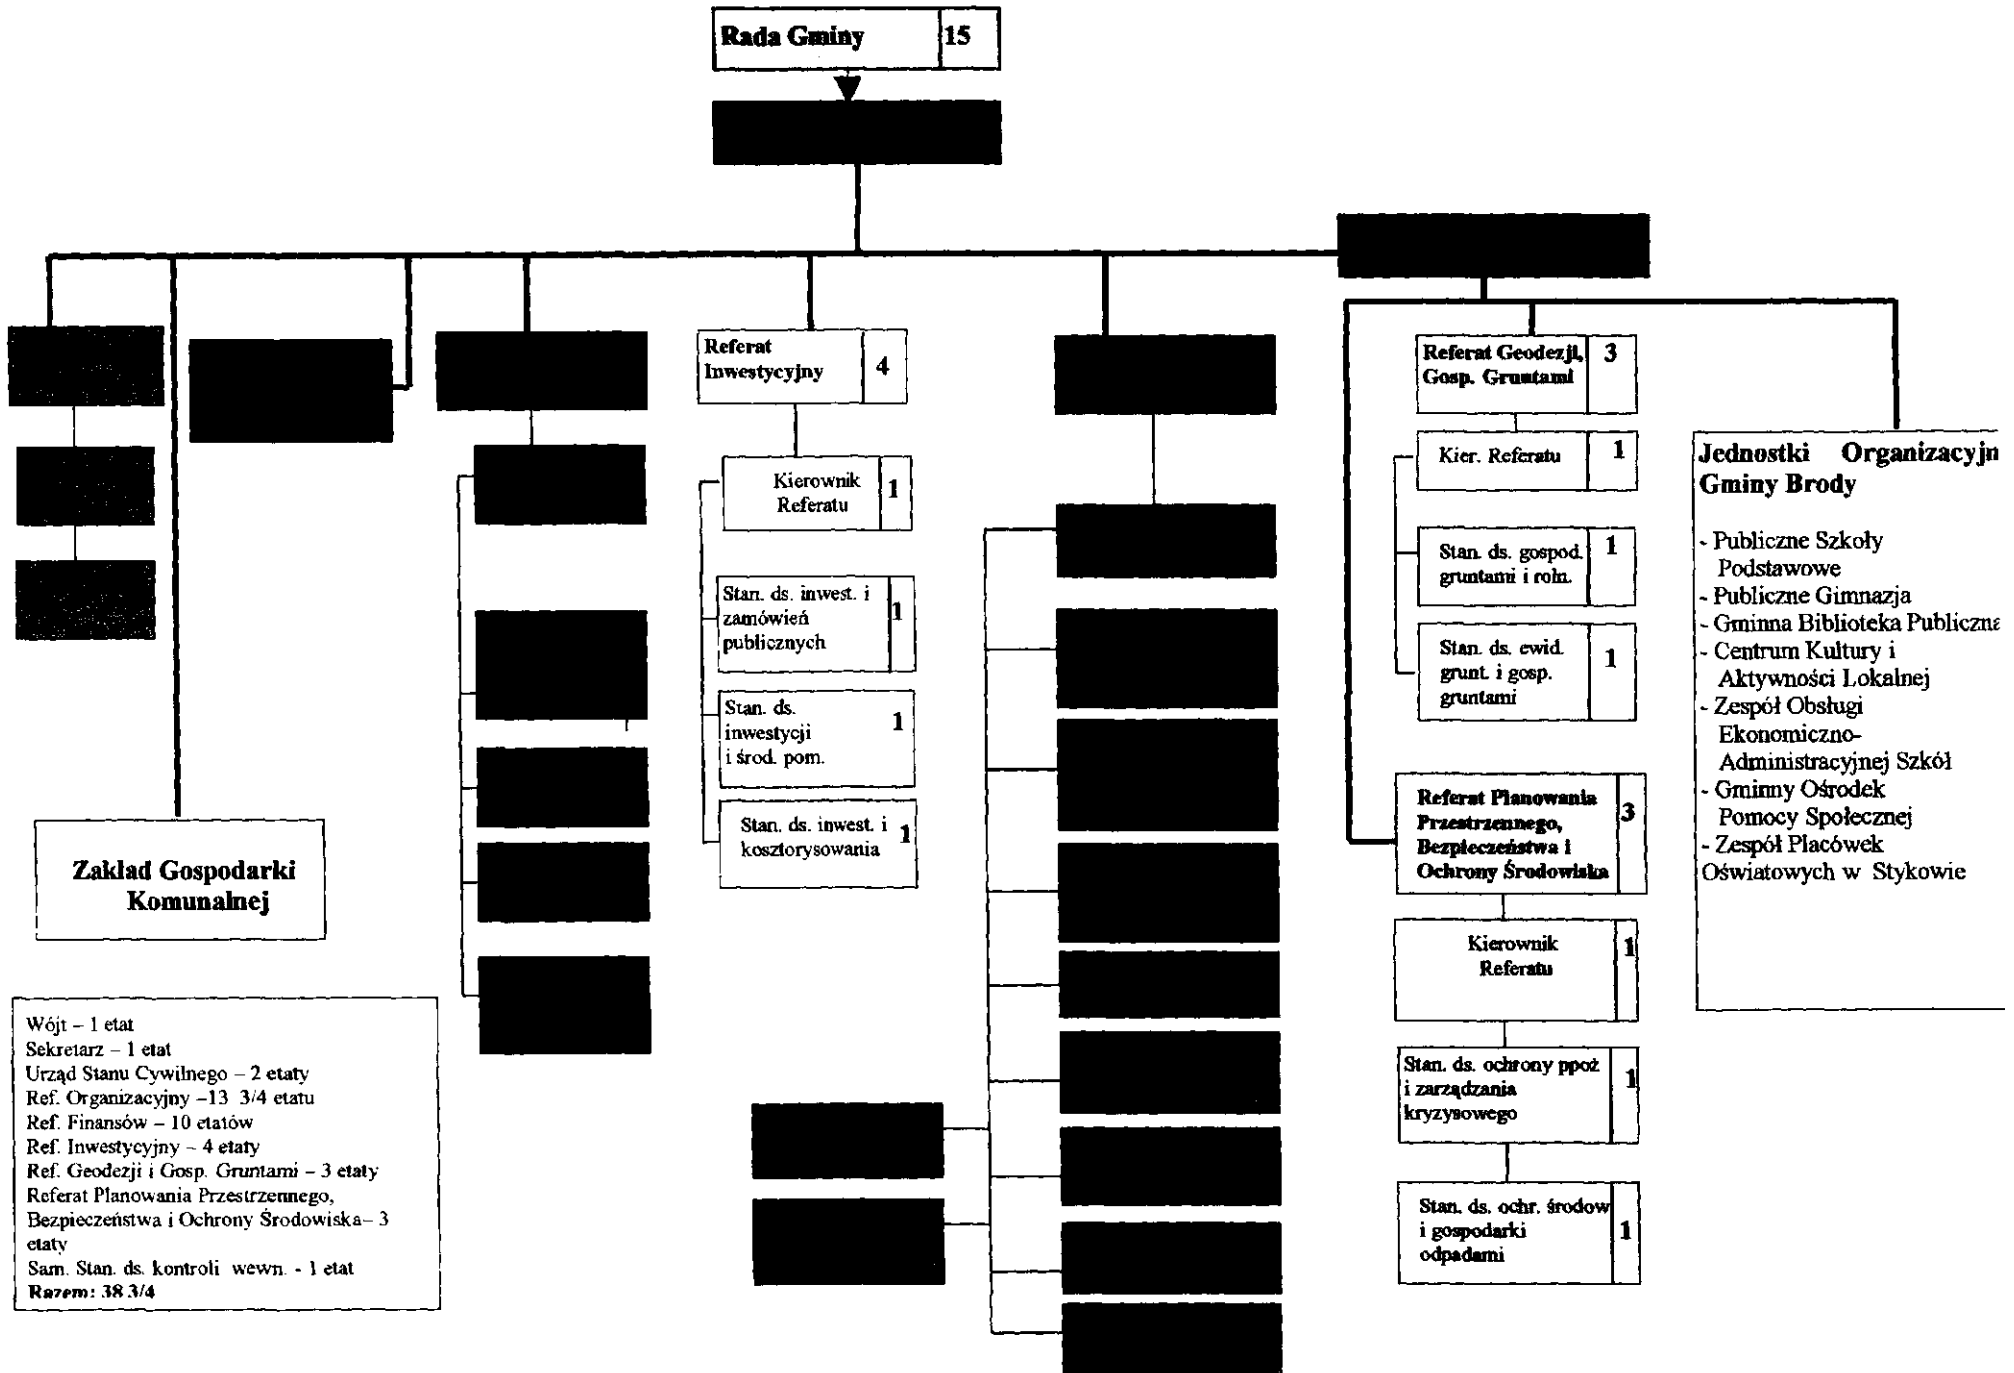 Rada Gminy 15
Referat
Inwestycyjny 4
Kierownik
Referatu 1
Stan. ds. inwest. i
zamówień
publicznych 1
Stan. ds.
inwestycji
i środ. pom. 1
Stan. ds. inwest. i
kosztorysowania 1
Referat Geodezji,
Gosp. Gruntami 3
Kier. Referatu 1
Stan. ds. gospod.
gruntami i roln. 1
Stan. ds. ewid.
grunt. i gosp.
gruntami 1
Referat Planowania
Przestrzennego,
Bezpieczeństwa i
Ochrony Środowiska 3
Kierownik
Referatu 1
Stan. ds. ochrony ppoż
i zarządzania
kryzysowego 1
Stan. ds. ochr. środow
i gospodarki
odpadami 1
Jednostki Organizacyjn
Gminy Brody
- Publiczne Szkoły
Podstawowe
- Publiczne Gimnazja
- Gminna Biblioteka Publiczna
- Centrum Kultury i
Aktywności Lokalnej
- Zespół Obsługi
Ekonomiczno-
Administracyjnej Szkół
- Gminny Ośrodek
Pomocy Społecznej
- Zespół Placówek
Oświatowych w Stykowie
Zakład Gospodarki
Komunalnej
Wójt – 1 etat
Sekretarz – 1 etat
Urząd Stanu Cywilnego – 2 etaty
Ref. Organizacyjny –13 3/4 etatu
Ref. Finansów – 10 etatów
Ref. Inwestycyjny – 4 etaty
Ref. Geodezji i Gosp. Gruntami – 3 etaty
Referat Planowania Przestrzennego,
Bezpieczeństwa i Ochrony Środowiska– 3
etaty
Sam. Stan. ds. kontroli wewn. - 1 etat
Razem: 38 3/4